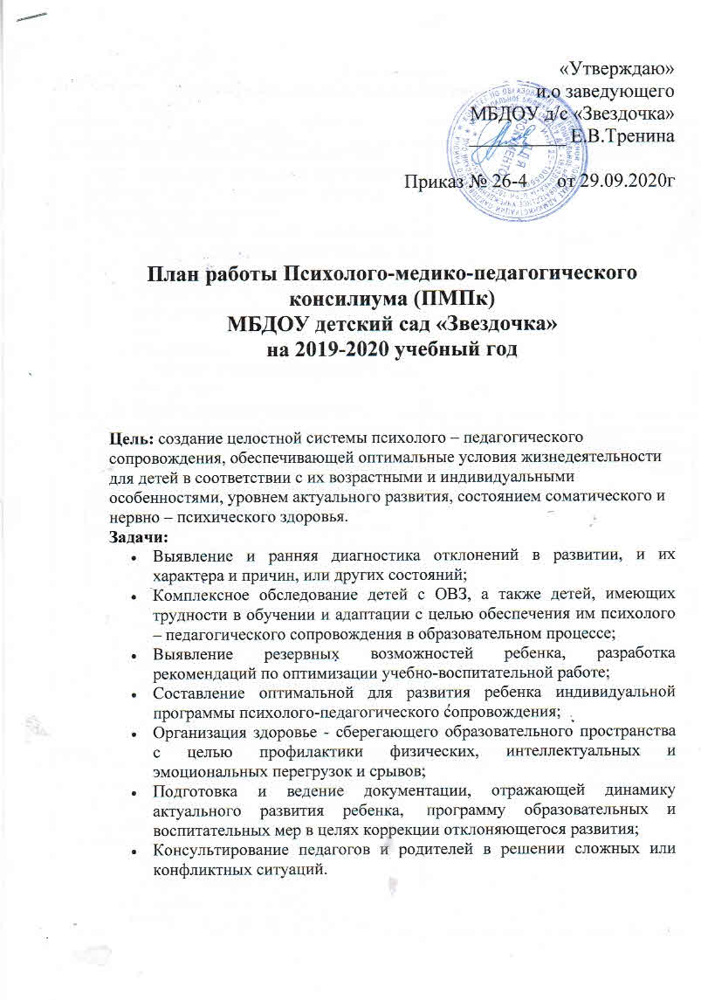 «Утверждаю»
и.о заведующего
МБДОУ д/с «Звездочка»
___________ Е.В.Тренина
Приказ № 26-4 от 29.09.2020г
План работы Психолого-медико-педагогического
консилиума (ПМПк)
МБДОУ детский сад «Звездочка»
на 2019-2020 учебный год
Цель: создание целостной системы психолого – педагогического
сопровождения, обеспечивающей оптимальные условия жизнедеятельности
для детей в соответствии с их возрастными и индивидуальными
особенностями, уровнем актуального развития, состоянием соматического и
нервно – психического здоровья.
Задачи:
• Выявление и ранняя диагностика отклонений в развитии, и их
характера и причин, или других состояний;
• Комплексное обследование детей с ОВЗ, а также детей, имеющих
трудности в обучении и адаптации с целью обеспечения им психолого
– педагогического сопровождения в образовательном процессе;
• Выявление резервных возможностей ребенка, разработка
рекомендаций по оптимизации учебно-воспитательной работе;
• Составление оптимальной для развития ребенка индивидуальной
программы психолого-педагогического сопровождения;
• Организация здоровье - сберегающего образовательного пространства
с целью профилактики физических, интеллектуальных и
эмоциональных перегрузок и срывов;
• Подготовка и ведение документации, отражающей динамику
актуального развития ребенка, программу образовательных и
воспитательных мер в целях коррекции отклоняющегося развития;
• Консультирование педагогов и родителей в решении сложных или
конфликтных ситуаций.